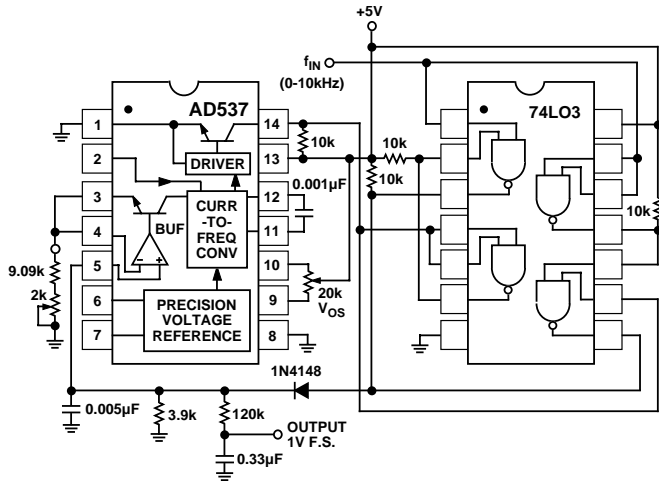 +5V
fIN
(0-10kHz)
AD537
74LO3
1
14
10k
10k
2
DRIVER
13
10k
0.001µF
3
12
10k
BUF
CURR
-TO-
FREQ
CONV
4
11
9.09k
5
– +
10
20k
VOS
2k
6
PRECISION
VOLTAGE
REFERENCE
9
7
8
1N4148
0.005µF
3.9k
120k
OUTPUT
1V F.S.
0.33µF